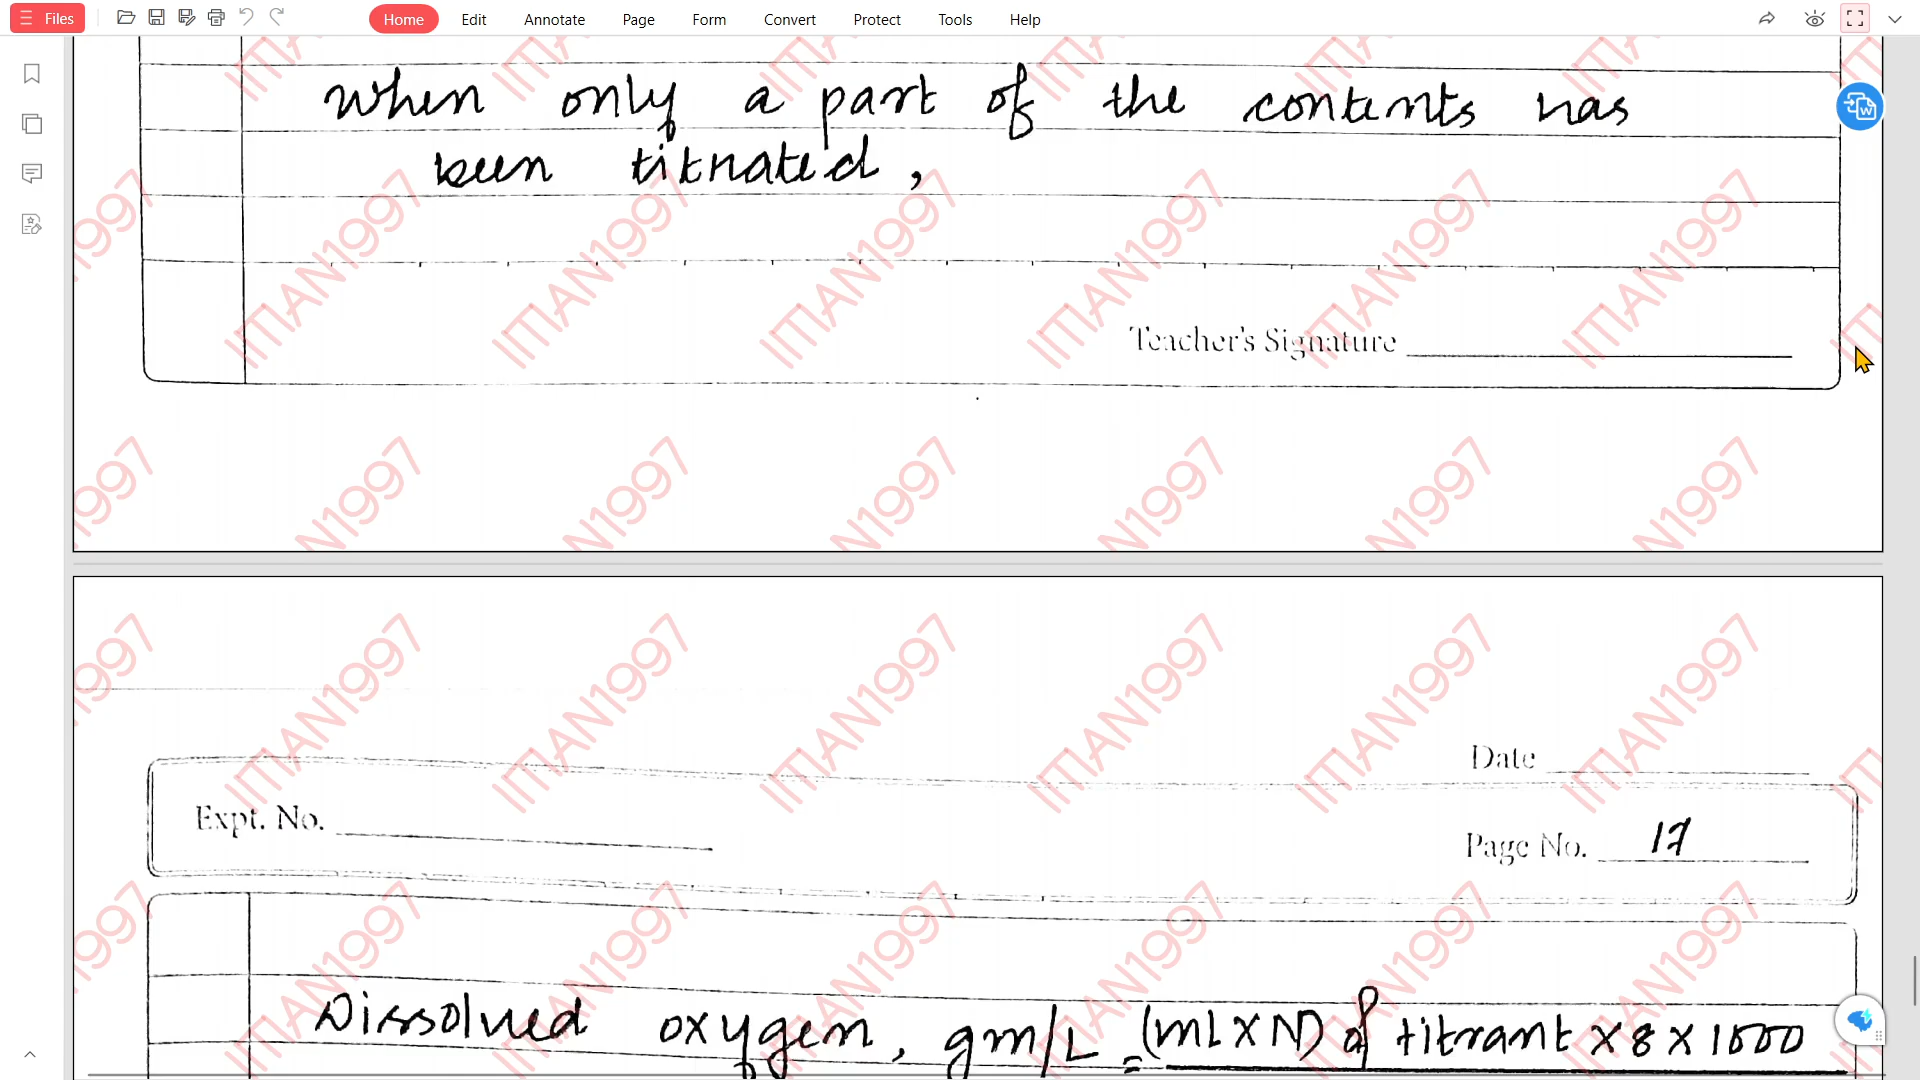 Files Home Edit Annotate Page Form Convert Protect Tools Help
when only a part of the contents has
been titrated,
Teacher's Signature
Date
Expt. No.
Page No. 17
Dissolved oxygen, gm/L = (ml X N) of titrant X 8 X 1000
IMAN1997